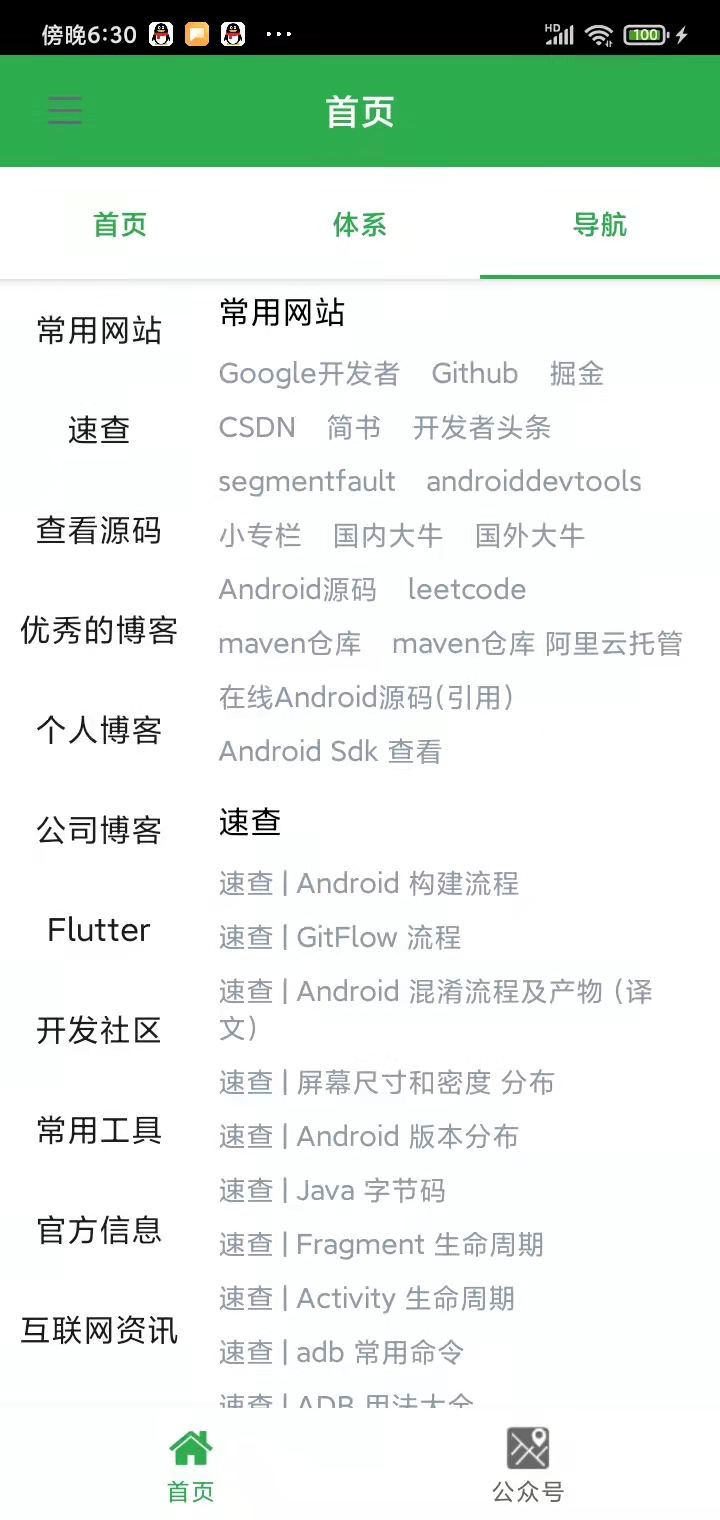 傍晚6:30
HD
100
首页
首页 体系 导航
常用网站
速查
查看源码
优秀的博客
个人博客
公司博客
Flutter
开发社区
常用工具
官方信息
互联网资讯
常用网站
Google开发者 Github 掘金
CSDN 简书 开发者头条
segmentfault androiddevtools
小专栏 国内大牛 国外大牛
Android源码 leetcode
maven仓库 maven仓库 阿里云托管
在线Android源码(引用)
Android Sdk 查看
速查
速查 | Android 构建流程
速查 | GitFlow 流程
速查 | Android 混淆流程及产物 (译
文)
速查 | 屏幕尺寸和密度 分布
速查 | Android 版本分布
速查 | Java 字节码
速查 | Fragment 生命周期
速查 | Activity 生命周期
速查 | adb 常用命令
速查 | ADB 用法大全
首页 公众号